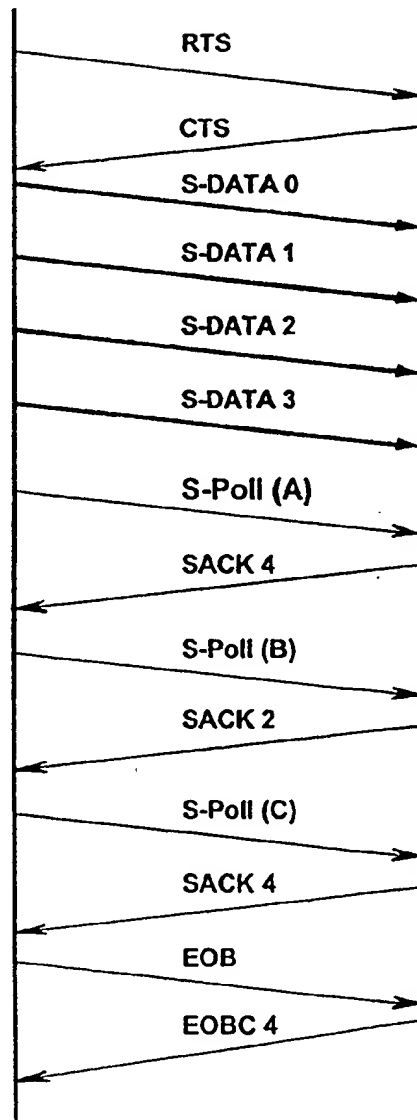 RTS
CTS
S-DATA 0
S-DATA 1
S-DATA 2
S-DATA 3
S-Poll (A)
SACK 4
S-Poll (B)
SACK 2
S-Poll (C)
SACK 4
EOB
EOBC 4